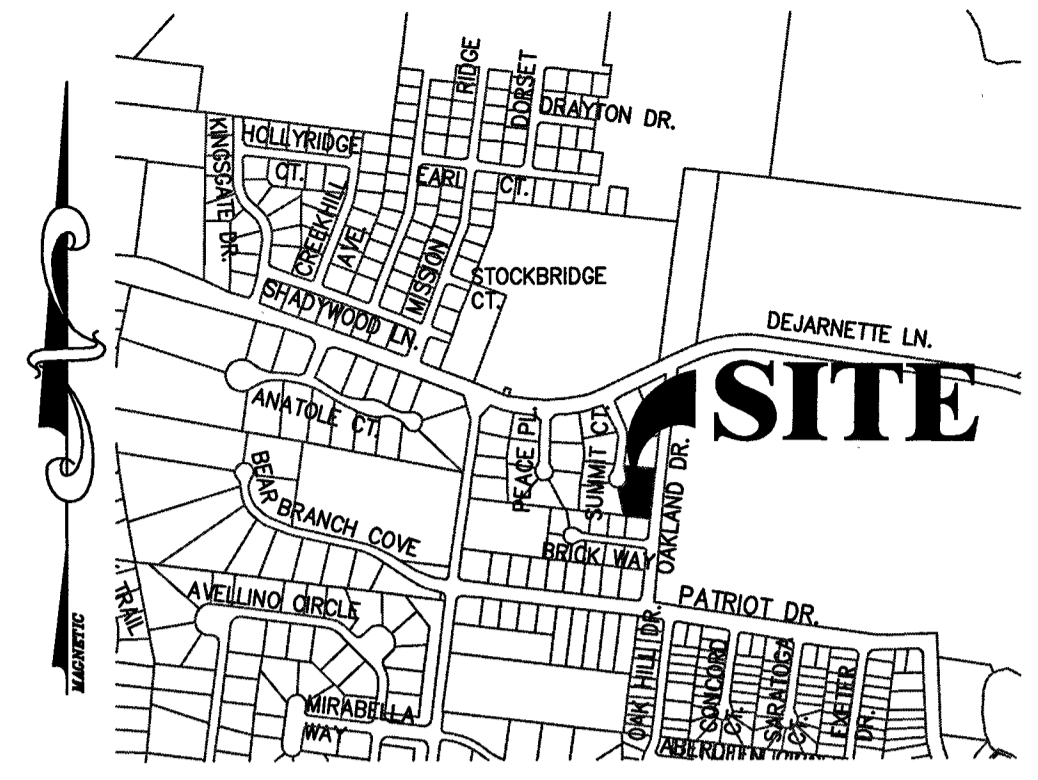 RIDGE
DORSET
DRAYTON DR.
KINGSGATE DR.
HOLLYRIDGE
CT.
EARL CT.
CREEKHILL
AVE.
MISSION
STOCKBRIDGE
CT.
SHADYWOOD LN.
DEJARNETTE LN.
SITE
ANATOLE CT.
PEACE PL.
SUMMIT CT.
OAKLAND DR.
BEAR BRANCH COVE
BRICK WAY
TRAIL
AVELLINO CIRCLE
PATRIOT DR.
MAGNETIC
OAK HILL DR.
CONCORD
CT.
SARATOGA
CT.
EXETER
DR.
MIRABELLA
WAY
ABERDEEN